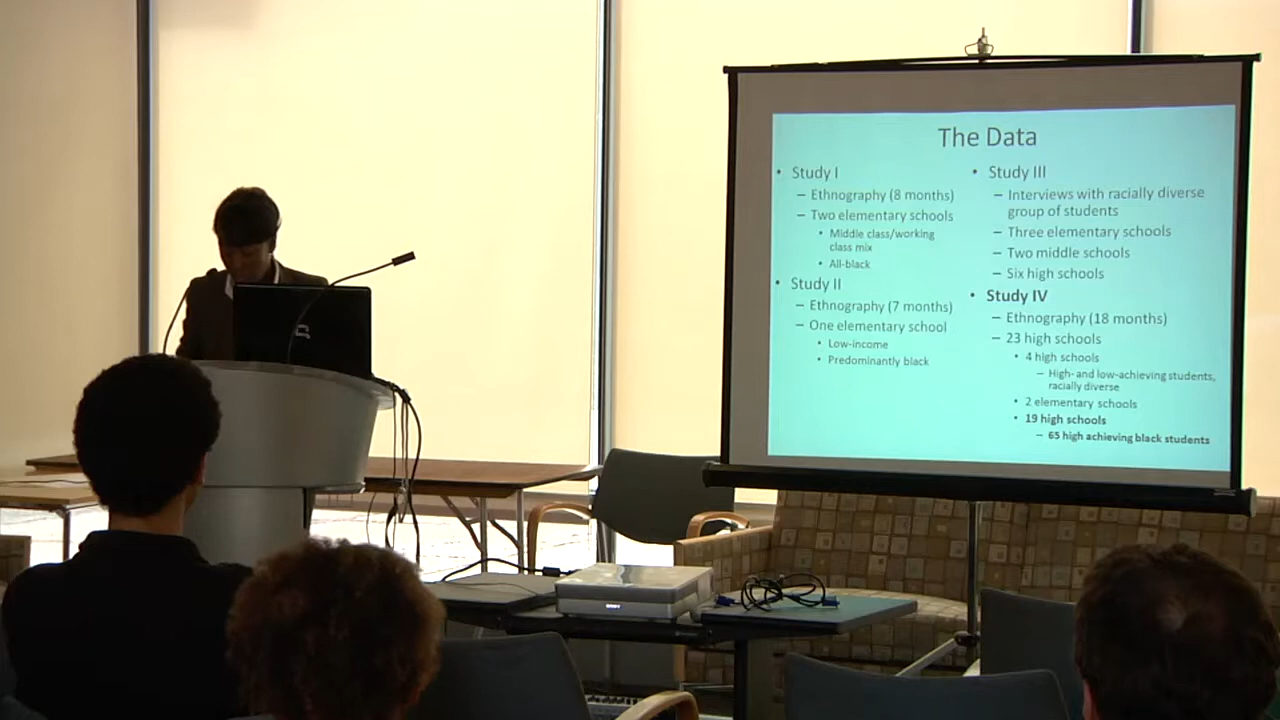 The Data
• Study I
– Ethnography (8 months)
– Two elementary schools
• Middle class/working
class mix
• All-black
• Study II
– Ethnography (7 months)
– One elementary school
• Low-income
• Predominantly black
• Study III
– Interviews with racially diverse
group of students
– Three elementary schools
– Two middle schools
– Six high schools
• Study IV
– Ethnography (18 months)
– 23 high schools
• 4 high schools
– High- and low-achieving students,
racially diverse
• 2 elementary schools
• 19 high schools
– 65 high achieving black students